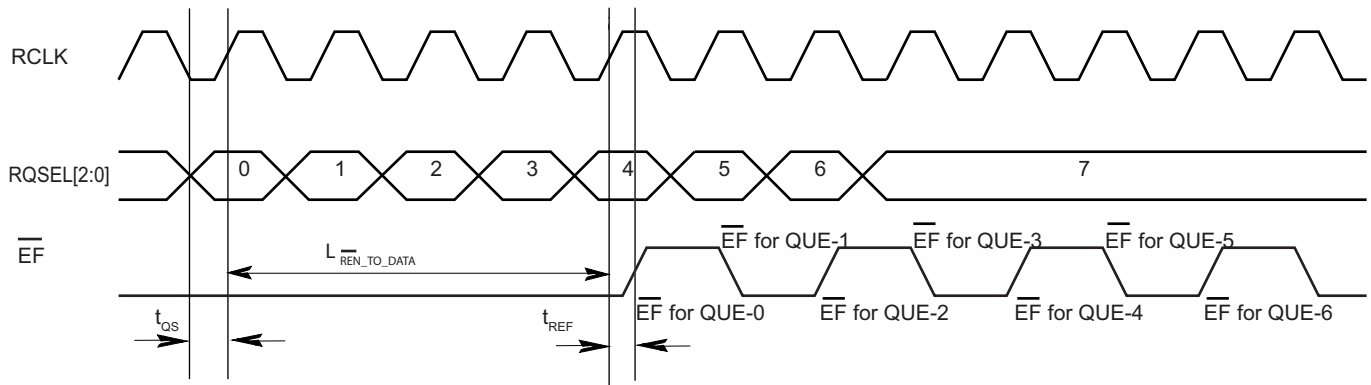 RCLK
RQSEL[2:0]
0 1 2 3 4 5 6 7
EF
EF for QUE-1 EF for QUE-3 EF for QUE-5
L REN_TO_DATA
EF for QUE-0 EF for QUE-2 EF for QUE-4 EF for QUE-6
tQS tREF